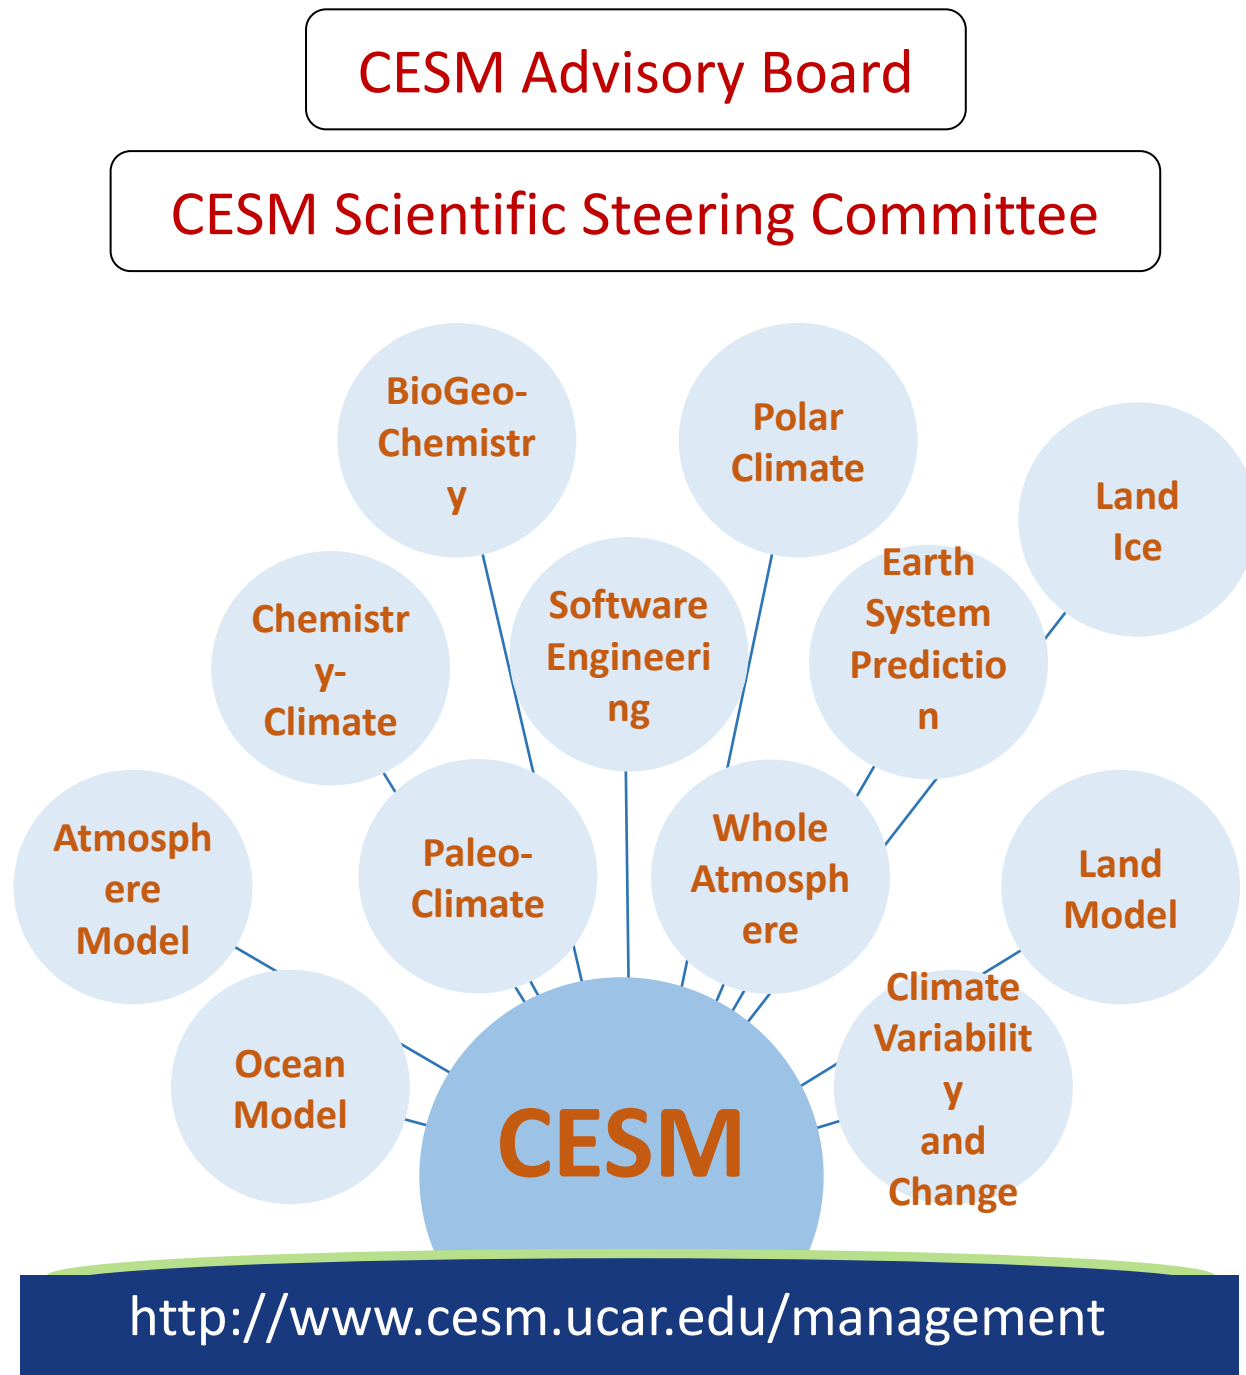 CESM Advisory Board
CESM Scientific Steering Committee
BioGeo-
Chemistr
y
Polar
Climate
Land
Ice
Chemistr
y-
Climate
Software
Engineeri
ng
Earth
System
Predictio
n
Atmosph
ere
Model
Paleo-
Climate
Whole
Atmosph
ere
Land
Model
Ocean
Model
Climate
Variabilit
y
and
Change
CESM
http://www.cesm.ucar.edu/management